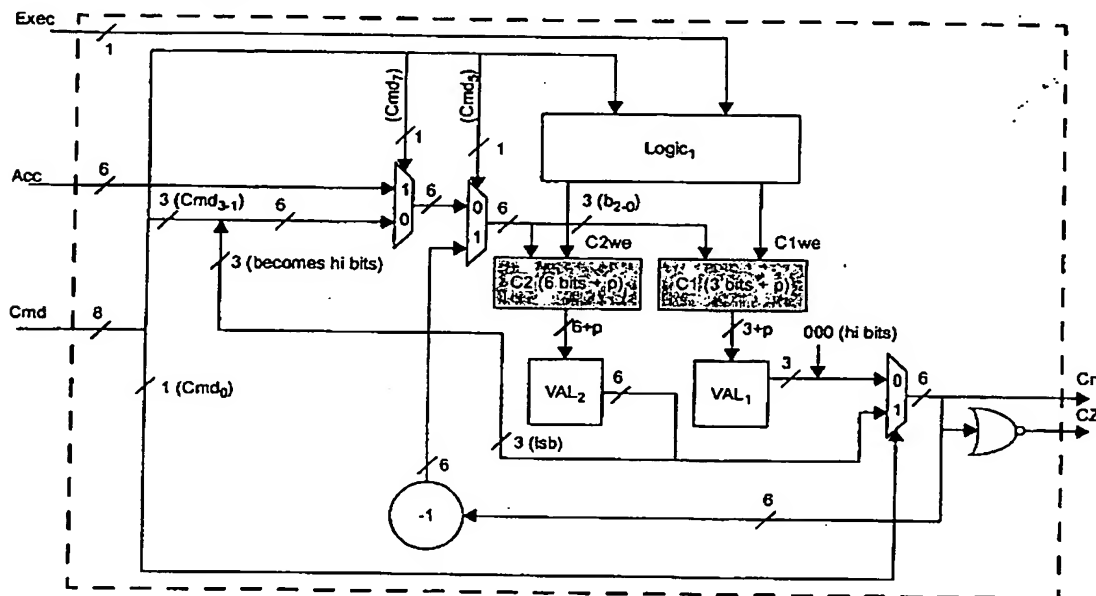 Exec
1
(Cmd7)
1
(Cmd5)
1
Logic1
Acc
6
1
0
6
0
1
6
3 (Cmd3-1)
6
3 (b2-0)
C2we
C1we
3 (becomes hi bits)
C2 (6 bits + p)
C1 (3 bits + p)
Cmd
8
6+p
3+p
000 (hi bits)
1 (Cmd0)
VAL2
6
VAL1
3
0
1
6
3 (lsb)
6
-1
6